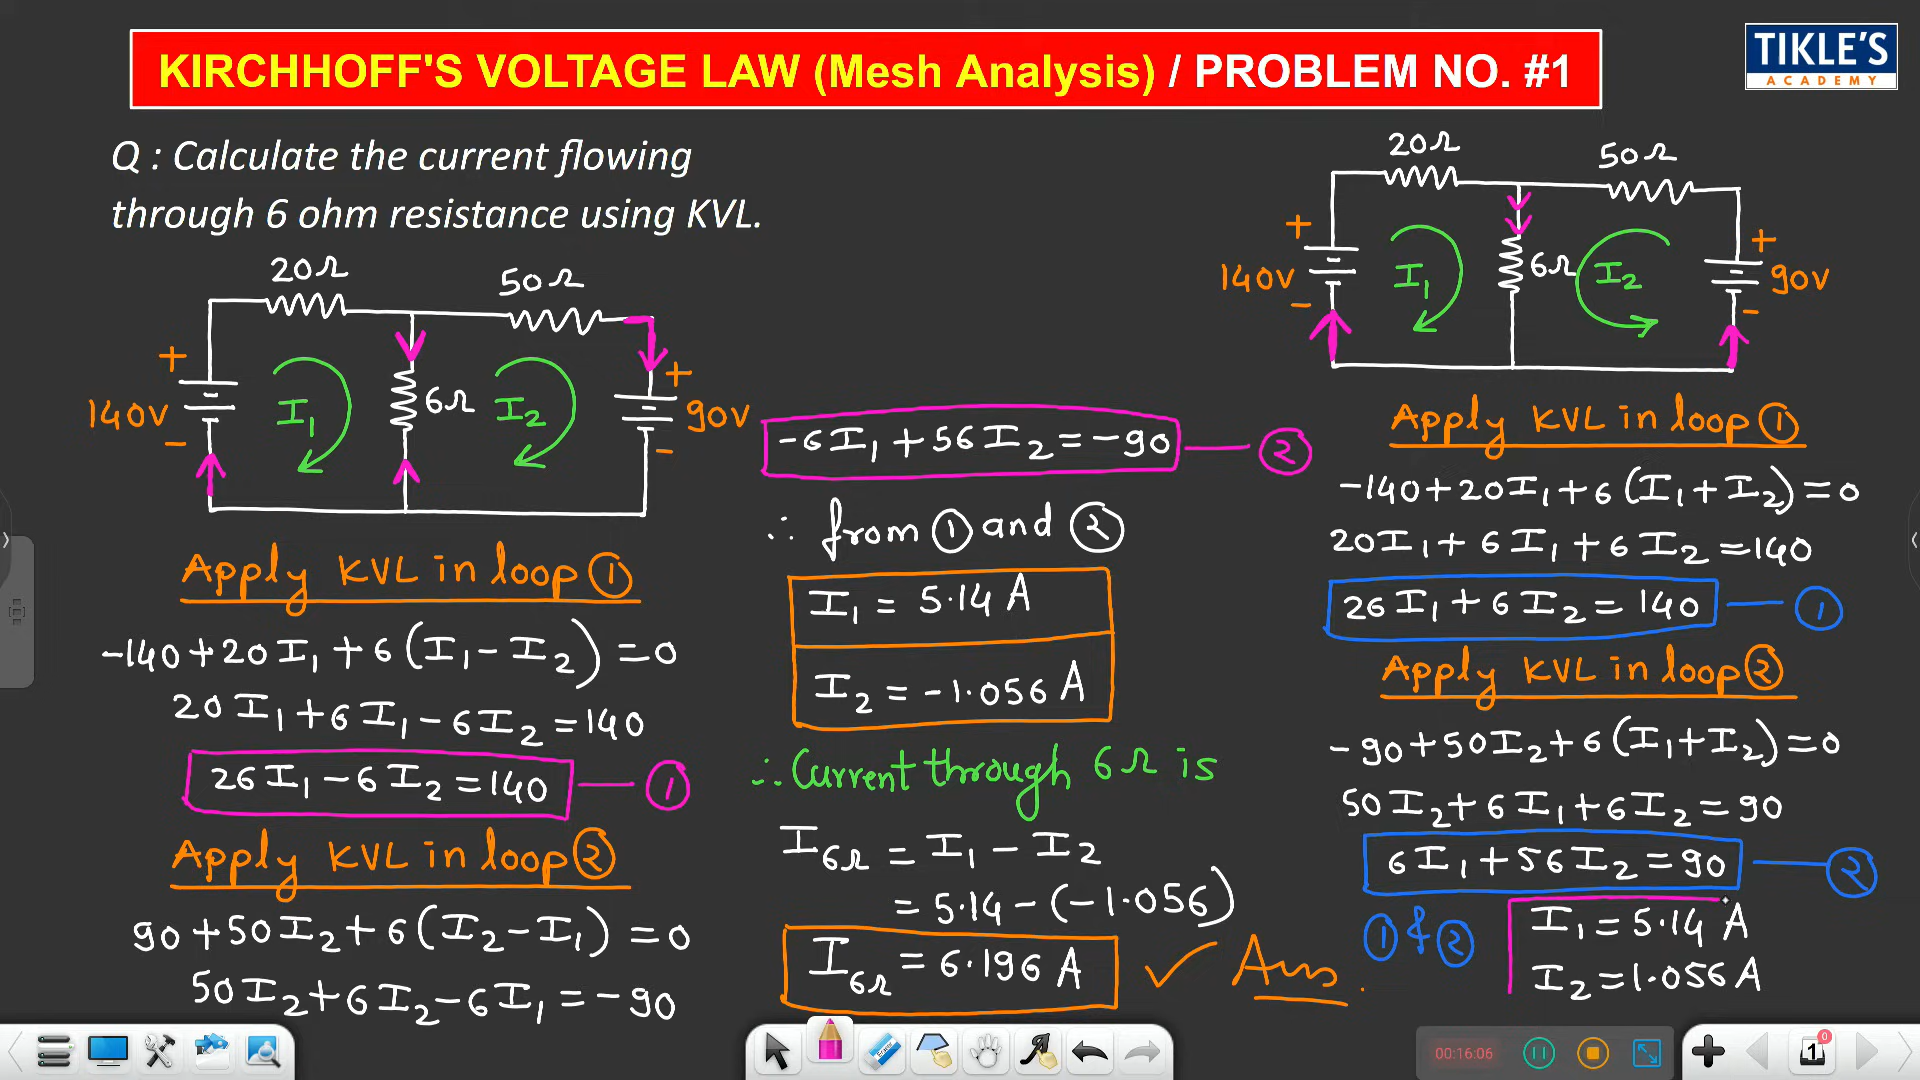 KIRCHHOFF'S VOLTAGE LAW (Mesh Analysis) / PROBLEM NO. #1
TIKLE'S
ACADEMY
Q : Calculate the current flowing
through 6 ohm resistance using KVL.
20Ω
50Ω
+
140V
-
I₁
6Ω
I₂
+
90V
-
Apply KVL in loop ①
-140+20I₁+6(I₁-I₂)=0
20I₁+6I₁-6I₂=140
26I₁-6I₂=140 — ①
Apply KVL in loop ②
90+50I₂+6(I₂-I₁)=0
50I₂+6I₂-6I₁=-90
-6I₁+56I₂=-90 — ②
∴ from ① and ②
I₁ = 5.14 A
I₂ = -1.056 A
∴ Current through 6Ω is
I₆Ω = I₁ - I₂
= 5.14-(-1.056)
I₆Ω = 6.196 A ✓ Ans.
20Ω
50Ω
+
140V
-
I₁
6Ω
I₂
+
90V
-
Apply KVL in loop ①
-140+20I₁+6(I₁+I₂)=0
20I₁+6I₁+6I₂=140
26I₁+6I₂=140 — ①
Apply KVL in loop ②
-90+50I₂+6(I₁+I₂)=0
50I₂+6I₁+6I₂=90
6I₁+56I₂=90 — ②
① & ②
I₁=5.14 A
I₂=1.056 A
Eraser
00:16:06
1
0